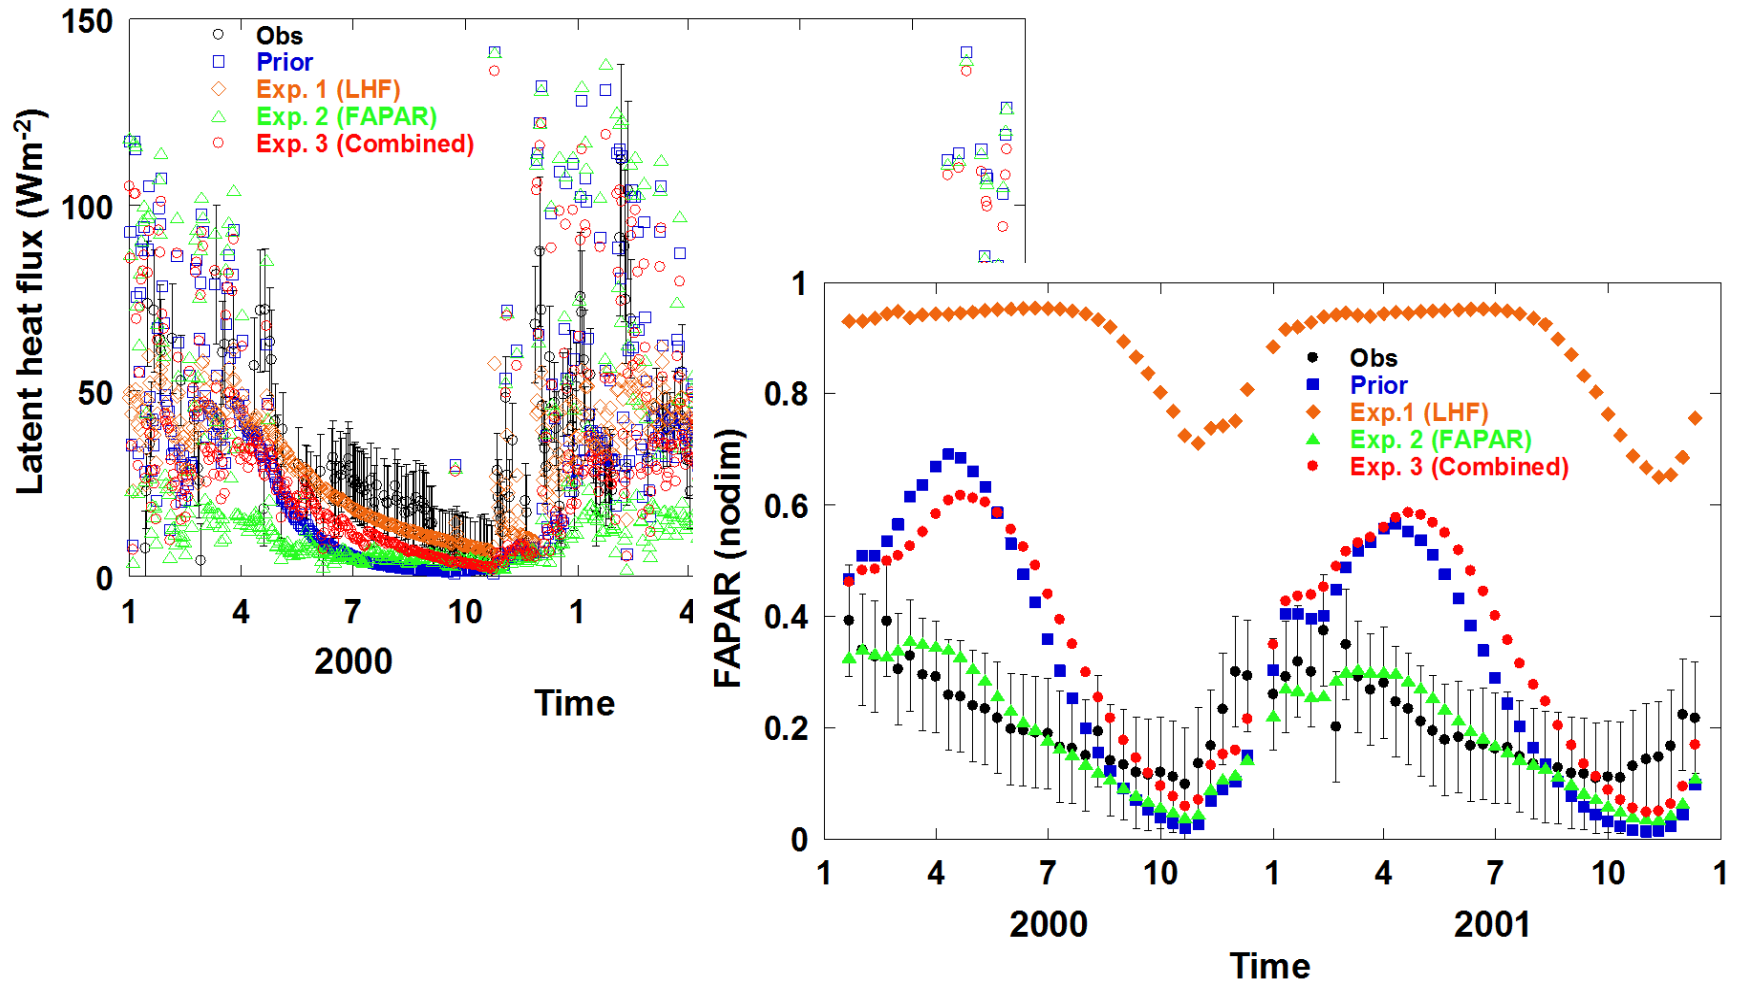 150
100
50
0
Latent heat flux (Wm-2)
Obs
Prior
Exp. 1 (LHF)
Exp. 2 (FAPAR)
Exp. 3 (Combined)
1 4 7 10 1 4
2000
Time
1
0.8
0.6
0.4
0.2
0
FAPAR (nodim)
Obs
Prior
Exp.1 (LHF)
Exp. 2 (FAPAR)
Exp. 3 (Combined)
1 4 7 10 1 4 7 10 1
2000 2001
Time